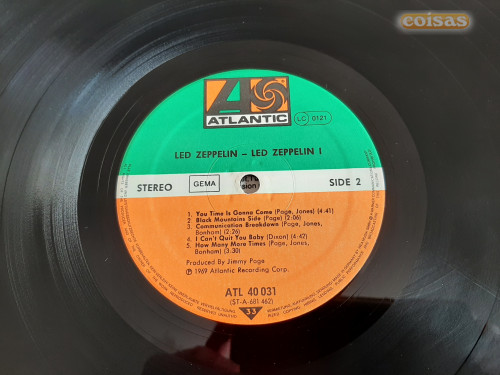 coisas
ATLANTIC
LC 0121
LED ZEPPELIN – LED ZEPPELIN I
STEREO
GEMA
SIDE 2
1. You Time Is Gonna Come (Page, Jones) (4:41)
2. Black Mountains Side (Page) (2:06)
3. Communication Breakdown (Page, Jones,
Bonham) (2:26)
4. I Can't Quit You Baby (Dixon) (4:42)
5. How Many More Times (Page, Jones,
Bonham) (3:30)
Produced By Jimmy Page
℗ 1969 Atlantic Recording Corp.
ATL 40 031
(ST-A-681 462)
33